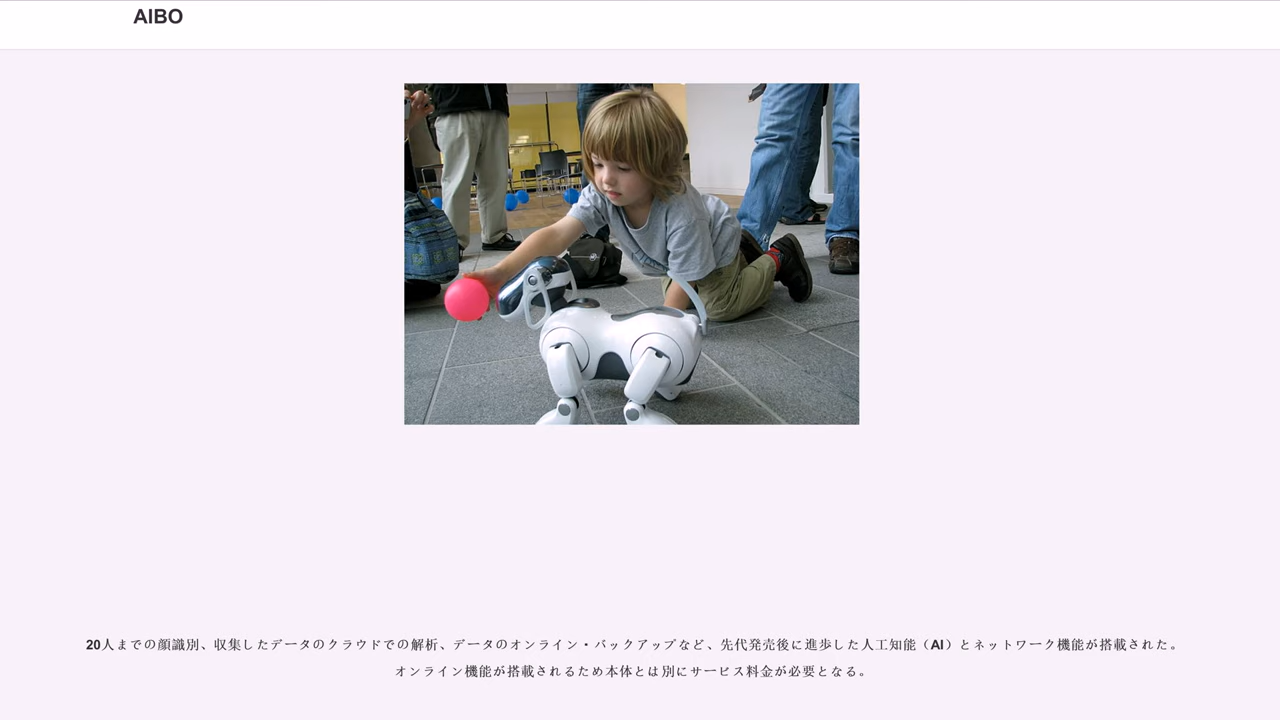 AIBO
20人までの顔識別、収集したデータのクラウドでの解析、データのオンライン・バックアップなど、先代発売後に進歩した人工知能（AI）とネットワーク機能が搭載された。
オンライン機能が搭載されるため本体とは別にサービス料金が必要となる。